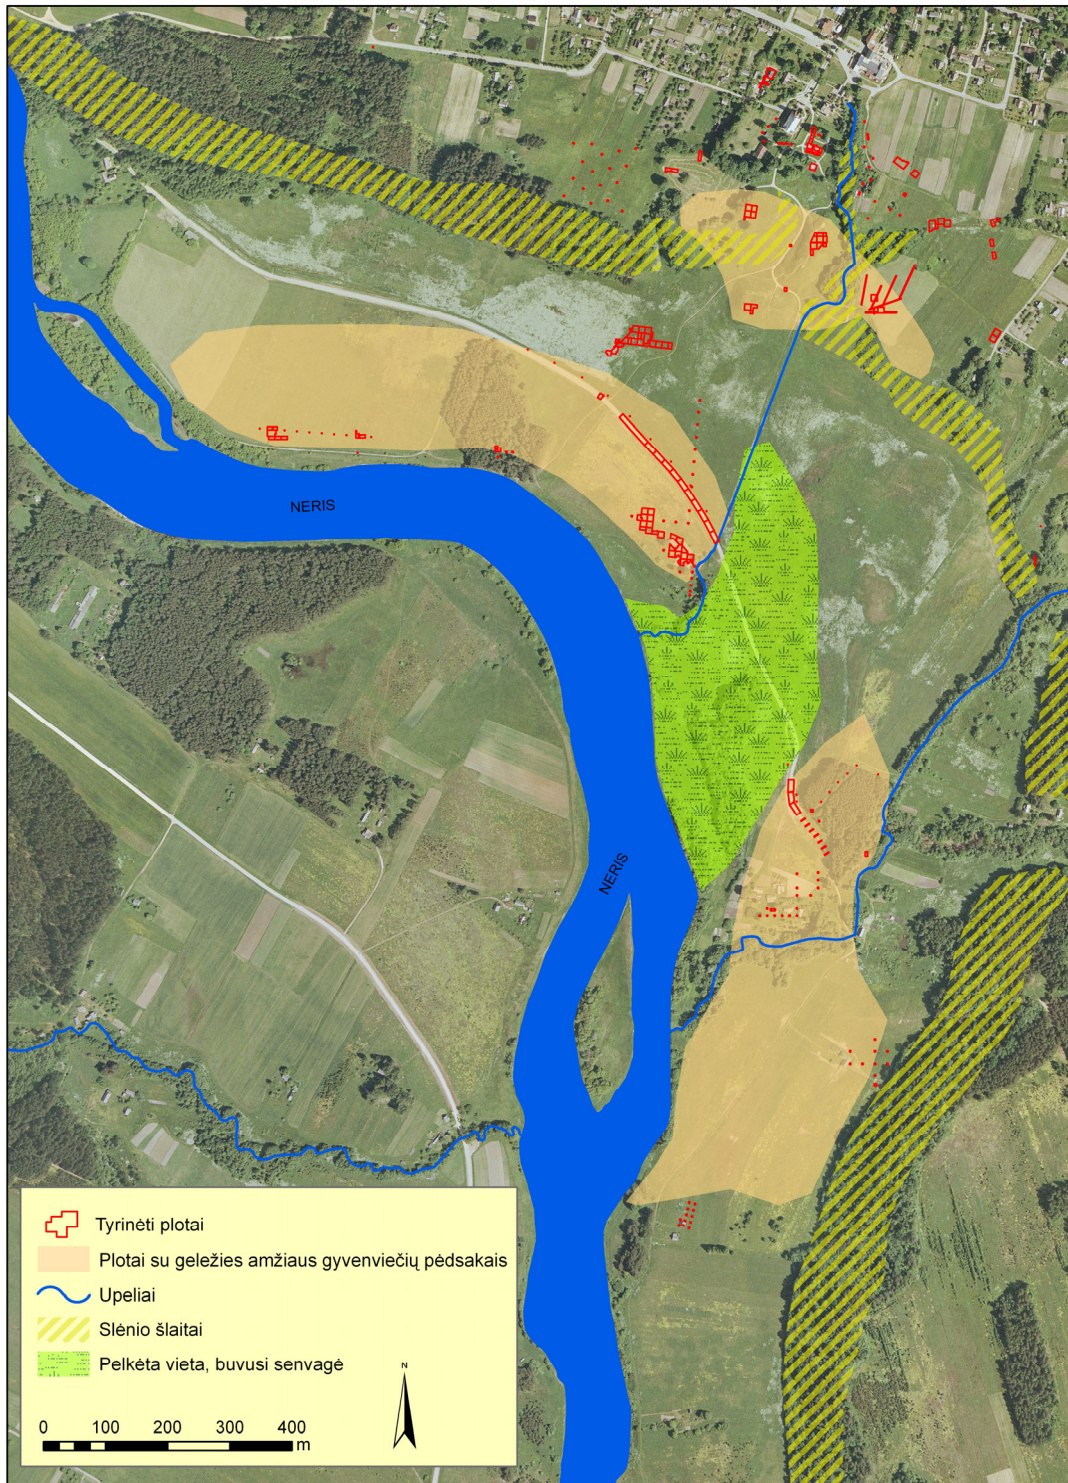 NERIS
NERIS
Tyrinėti plotai
Plotai su geležies amžiaus gyvenviečių pėdsakais
Upeliai
Slėnio šlaitai
Pelkėta vieta, buvusi senvagė
N
0 100 200 300 400
m